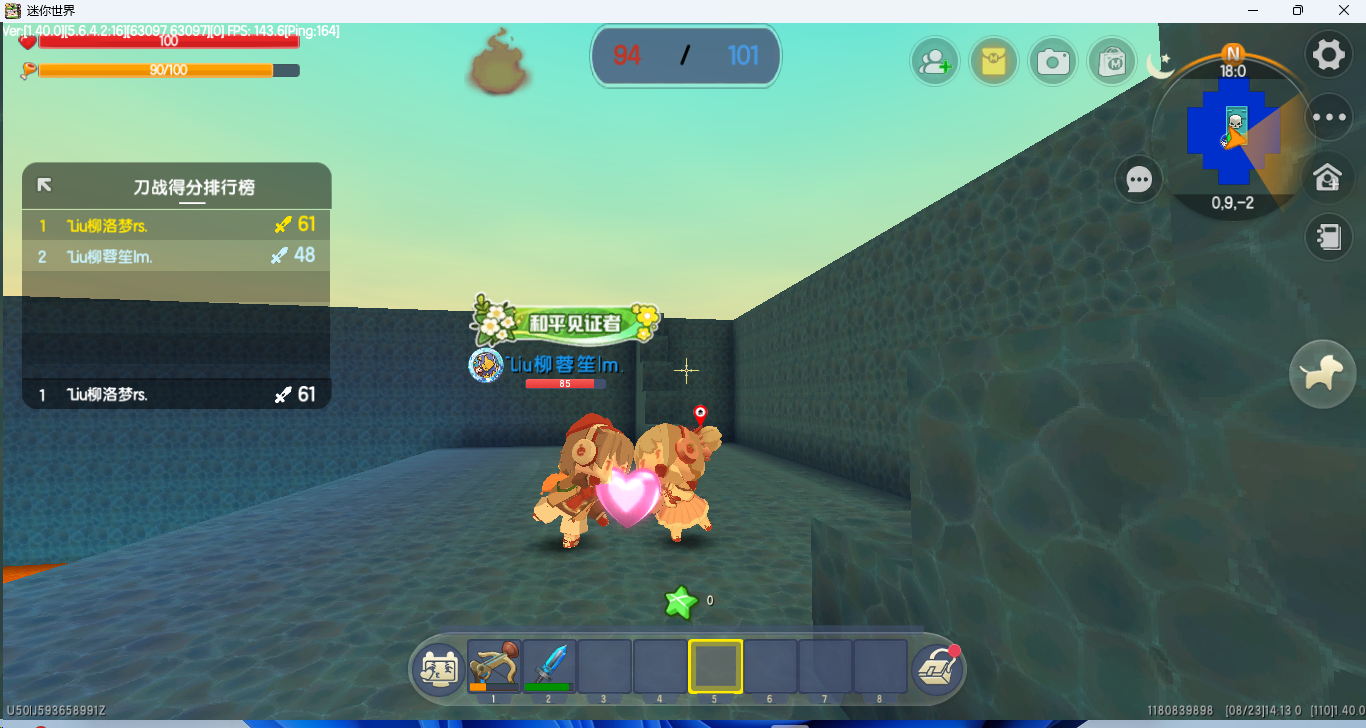 迷你世界
Ver:[1.40.0][5.6.4.2:16][63097,63097][0] FPS: 143.6[Ping:164]
100
90/100
94 / 101
N
18:0
0,9,-2
刀战得分排行榜
1 ˜Liu柳洛梦rs. 61
2 ˜Liu柳蓉笙lm. 48
1 ˜Liu柳洛梦rs. 61
和平见证者
˜Liu柳蓉笙lm.
85
0
1 2 3 4 5 6 7 8
U50IJ593658991Z
1180839898 [08/23]14:13 0 [110]1.40 0